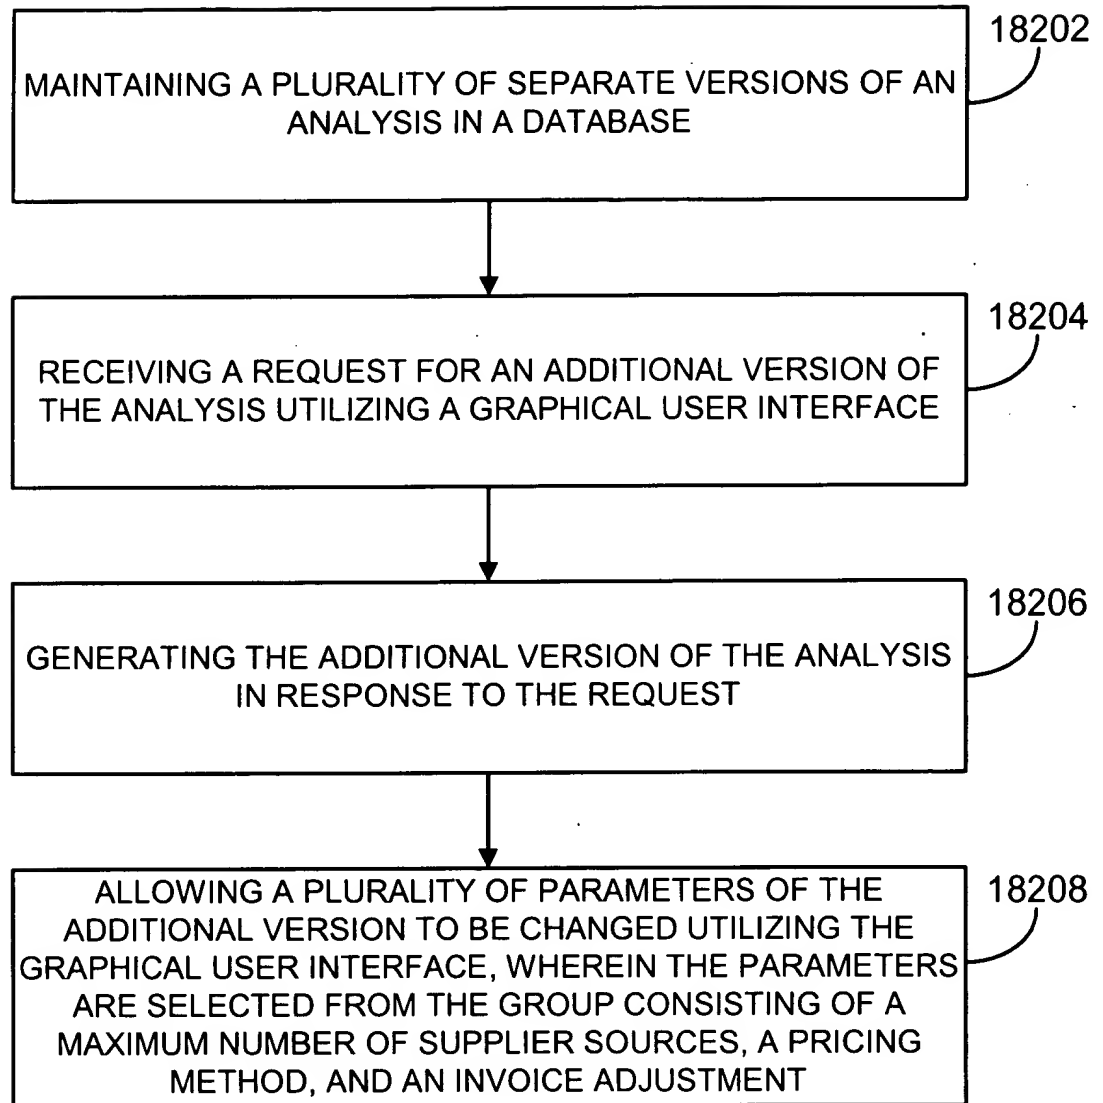 18202
MAINTAINING A PLURALITY OF SEPARATE VERSIONS OF AN
ANALYSIS IN A DATABASE
18204
RECEIVING A REQUEST FOR AN ADDITIONAL VERSION OF
THE ANALYSIS UTILIZING A GRAPHICAL USER INTERFACE
18206
GENERATING THE ADDITIONAL VERSION OF THE ANALYSIS
IN RESPONSE TO THE REQUEST
18208
ALLOWING A PLURALITY OF PARAMETERS OF THE
ADDITIONAL VERSION TO BE CHANGED UTILIZING THE
GRAPHICAL USER INTERFACE, WHEREIN THE PARAMETERS
ARE SELECTED FROM THE GROUP CONSISTING OF A
MAXIMUM NUMBER OF SUPPLIER SOURCES, A PRICING
METHOD, AND AN INVOICE ADJUSTMENT